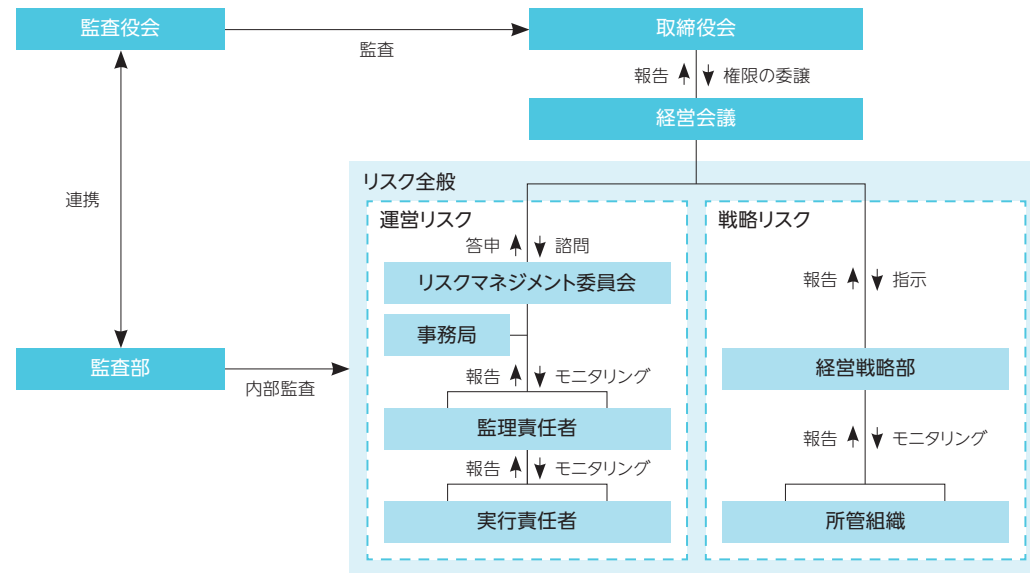 監査役会
取締役会
監査
報告
権限の委譲
経営会議
連携
リスク全般
運営リスク
戦略リスク
答申
諮問
リスクマネジメント委員会
報告
指示
事務局
監査部
内部監査
報告
モニタリング
経営戦略部
監理責任者
報告
モニタリング
報告
モニタリング
実行責任者
所管組織